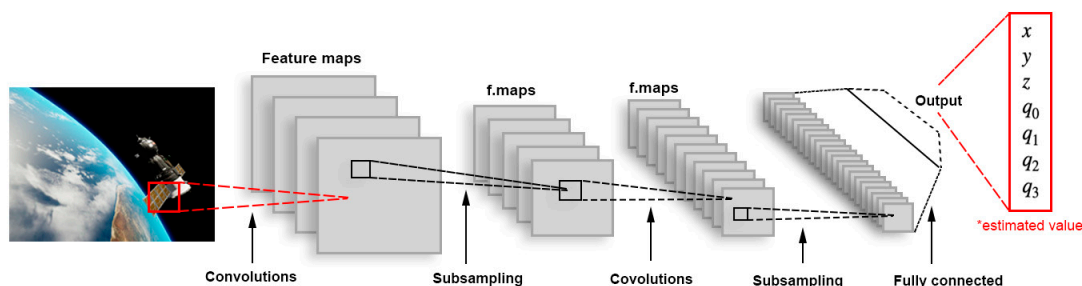 Feature maps
f.maps
f.maps
Output
x
y
z
q0
q1
q2
q3
*estimated value
Convolutions
Subsampling
Covolutions
Subsampling
Fully connected